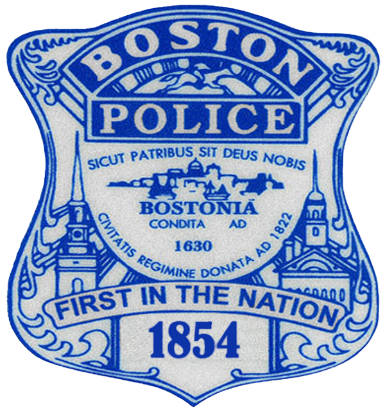 BOSTON
POLICE
SICUT PATRIBUS SIT DEUS NOBIS
BOSTONIA
CONDITA AD
1630
CIVITATIS REGIMINE DONATA AD 1822
FIRST IN THE NATION
1854